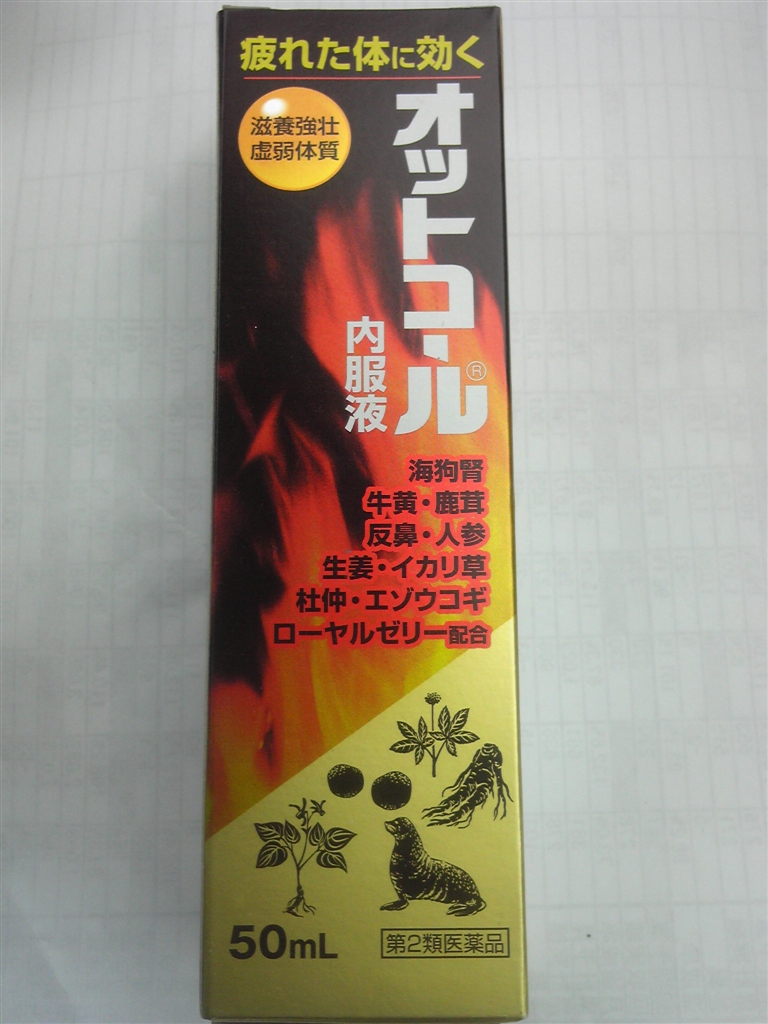 疲れた体に効く
滋養強壮
虚弱体質
オットコール®
内服液
海狗腎
牛黄・鹿茸
反鼻・人参
生姜・イカリ草
杜仲・エゾウコギ
ローヤルゼリー配合
50mL
第2類医薬品